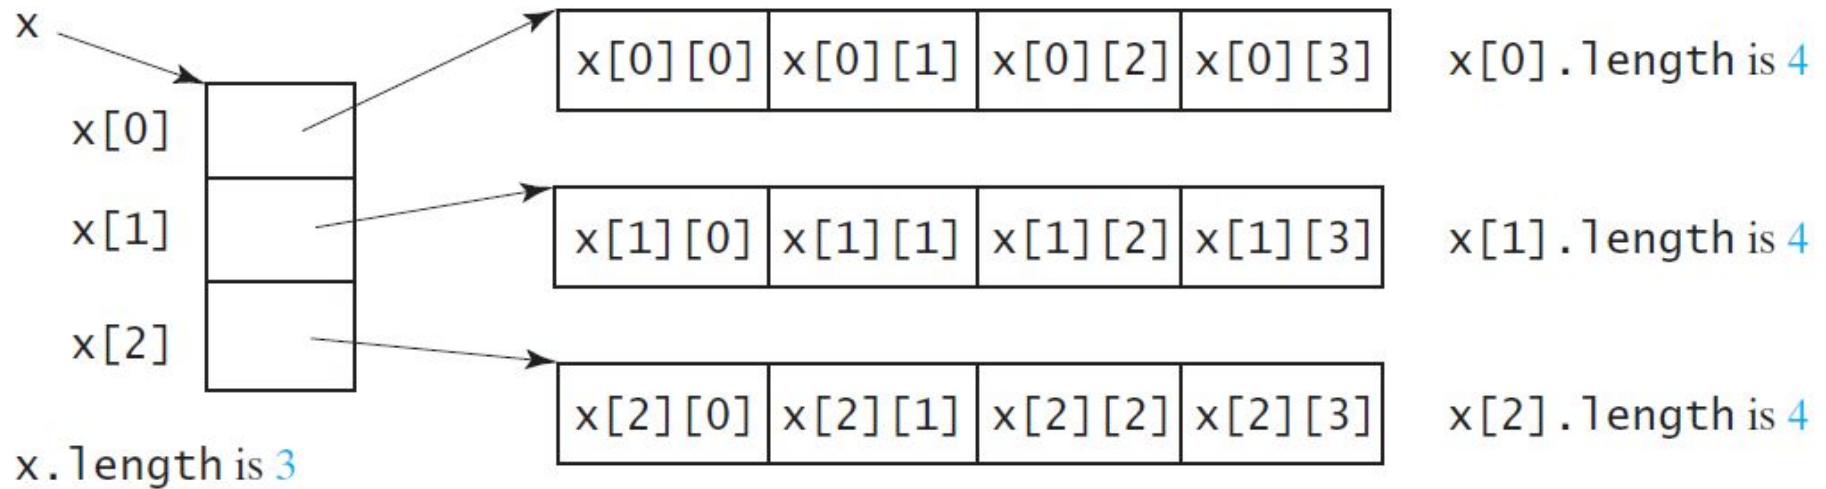 x
x[0][0] x[0][1] x[0][2] x[0][3] x[0].length is 4
x[0]
x[1]
x[1][0] x[1][1] x[1][2] x[1][3] x[1].length is 4
x[2]
x[2][0] x[2][1] x[2][2] x[2][3] x[2].length is 4
x.length is 3